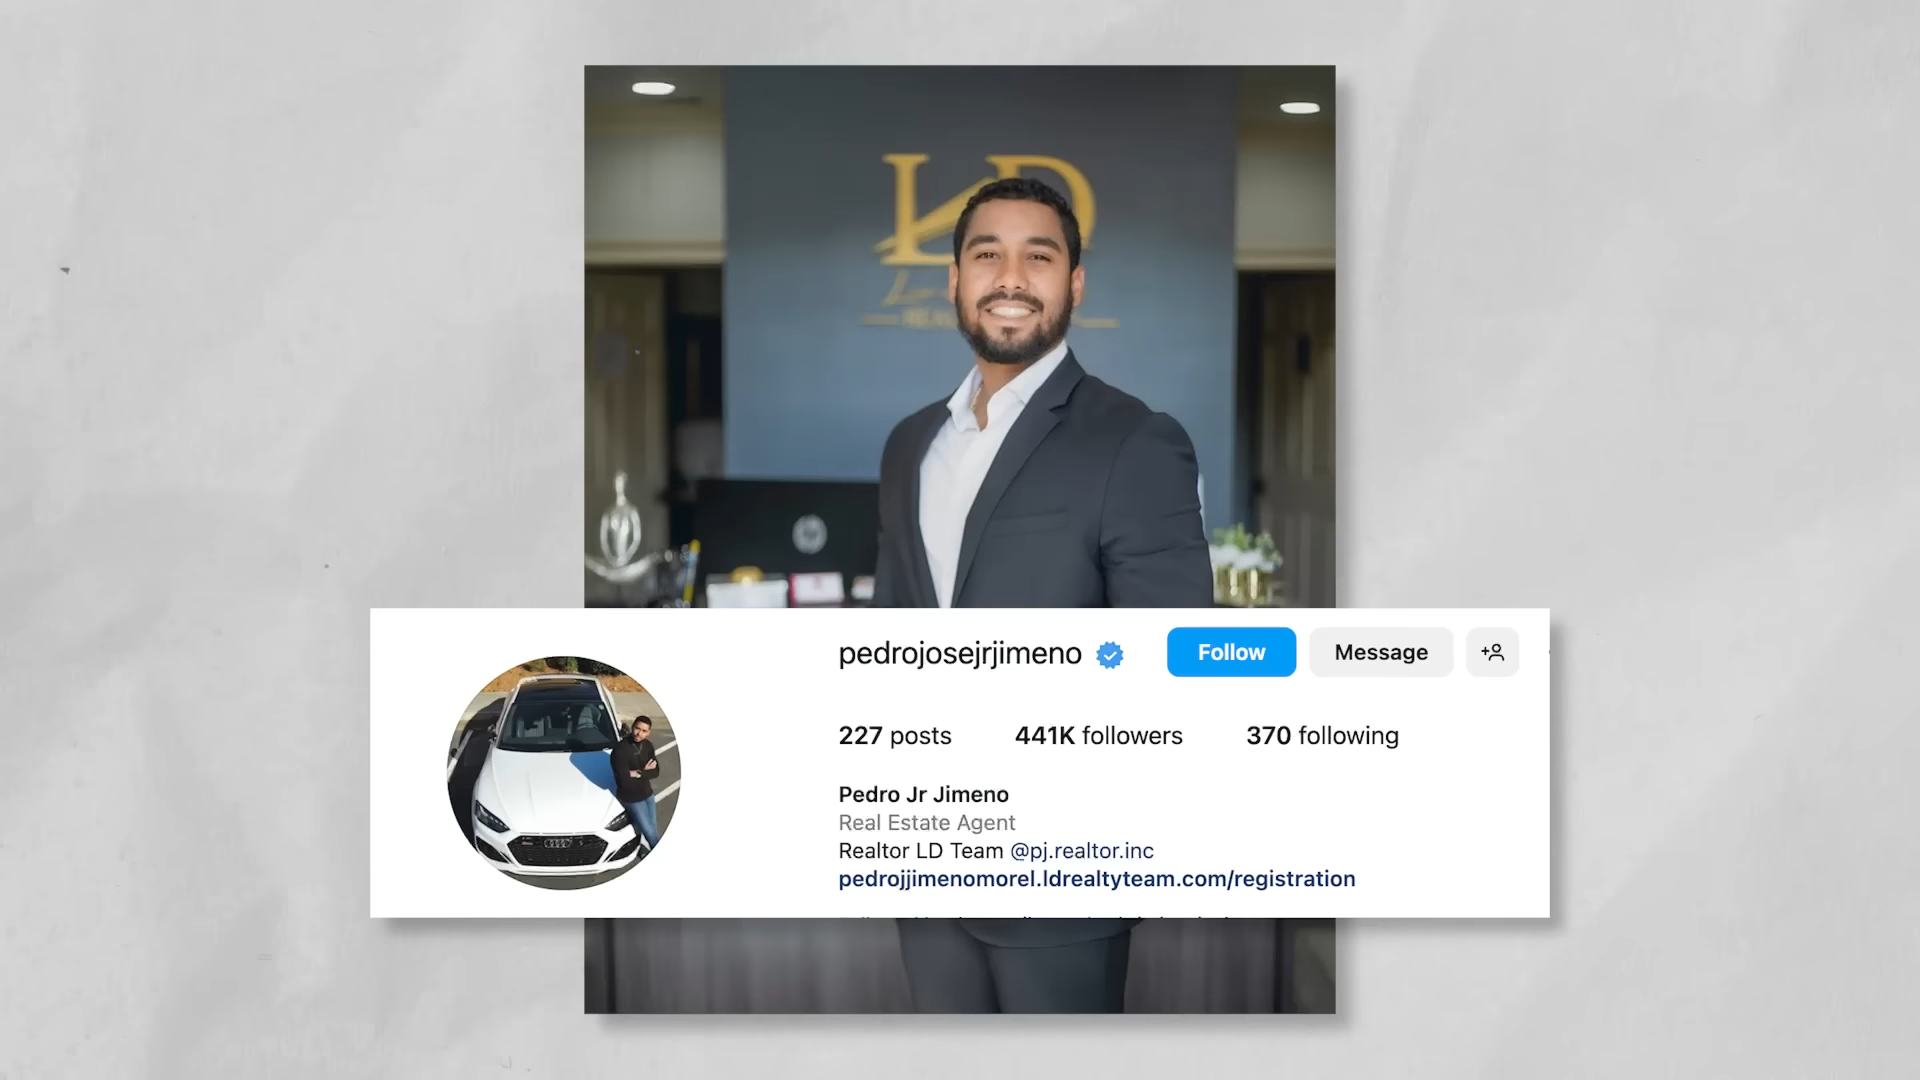 LD
pedrojosejrjimeno
Follow
Message
227 posts
441K followers
370 following
Pedro Jr Jimeno
Real Estate Agent
Realtor LD Team @pj.realtor.inc
pedrojjimenomorel.ldrealtyteam.com/registration